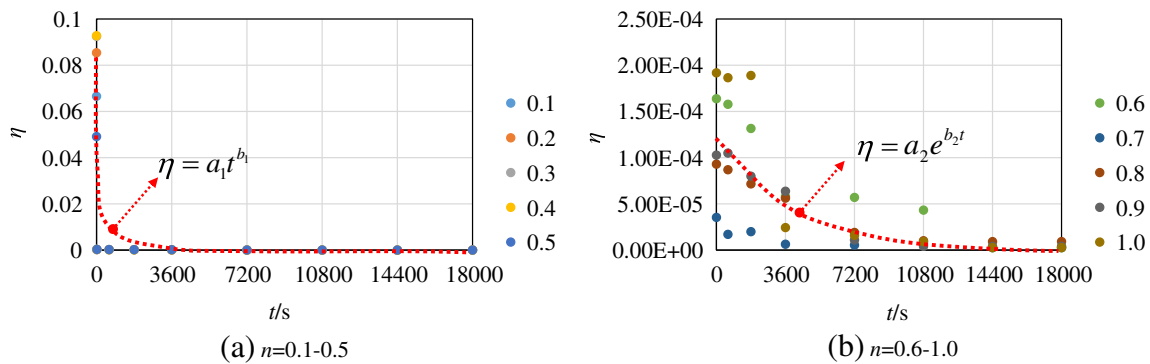 0.1
0.08
0.06
0.04
0.02
0
η
η = a₁t^b₁
0 3600 7200 10800 14400 18000
t/s
0.1
0.2
0.3
0.4
0.5
(a) n=0.1-0.5
2.50E-04
2.00E-04
1.50E-04
1.00E-04
5.00E-05
0.00E+00
η
η = a₂e^b₂t
0 3600 7200 10800 14400 18000
t/s
0.6
0.7
0.8
0.9
1.0
(b) n=0.6-1.0